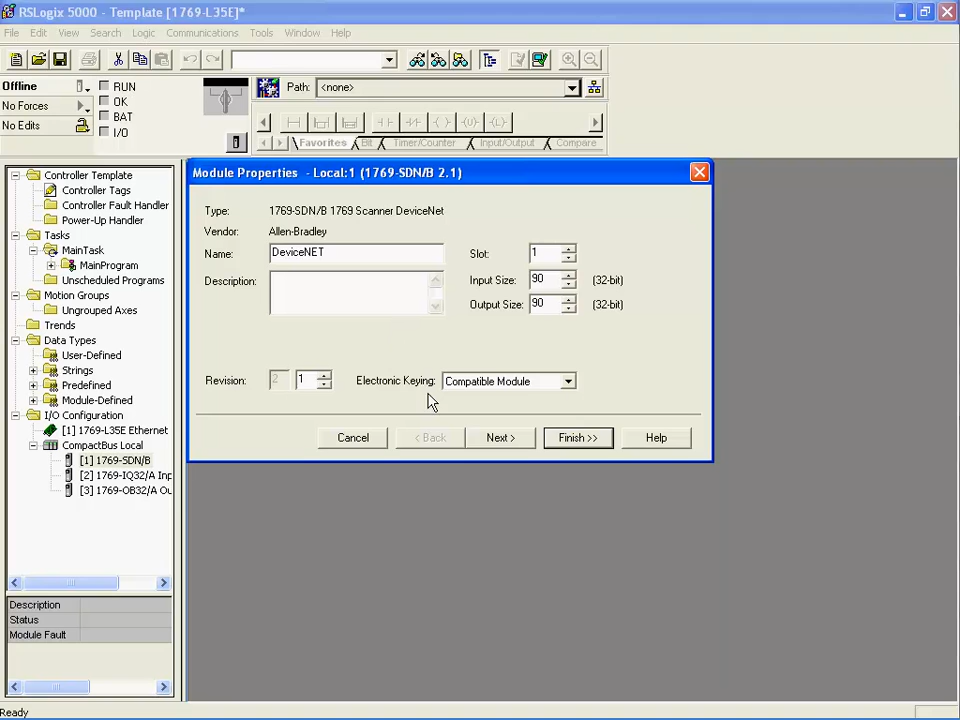 RSLogix 5000 - Template [1769-L35E]*
File Edit View Search Logic Communications Tools Window Help
Offline
RUN
No Forces
OK
BAT
No Edits
I/O
Path: <none>
Favorites Bit Timer/Counter Input/Output Compare
Controller Template
Controller Tags
Controller Fault Handler
Power-Up Handler
Tasks
MainTask
MainProgram
Unscheduled Programs
Motion Groups
Ungrouped Axes
Trends
Data Types
User-Defined
Strings
Predefined
Module-Defined
I/O Configuration
[1] 1769-L35E Ethernet
CompactBus Local
[1] 1769-SDN/B
[2] 1769-IQ32/A Inp
[3] 1769-OB32/A Ou
Description
Status
Module Fault
Ready
Module Properties - Local:1 (1769-SDN/B 2.1)
Type: 1769-SDN/B 1769 Scanner DeviceNet
Vendor: Allen-Bradley
Name: DeviceNET
Slot: 1
Description:
Input Size: 90 (32-bit)
Output Size: 90 (32-bit)
Revision: 2 1
Electronic Keying: Compatible Module
Cancel < Back Next > Finish >> Help